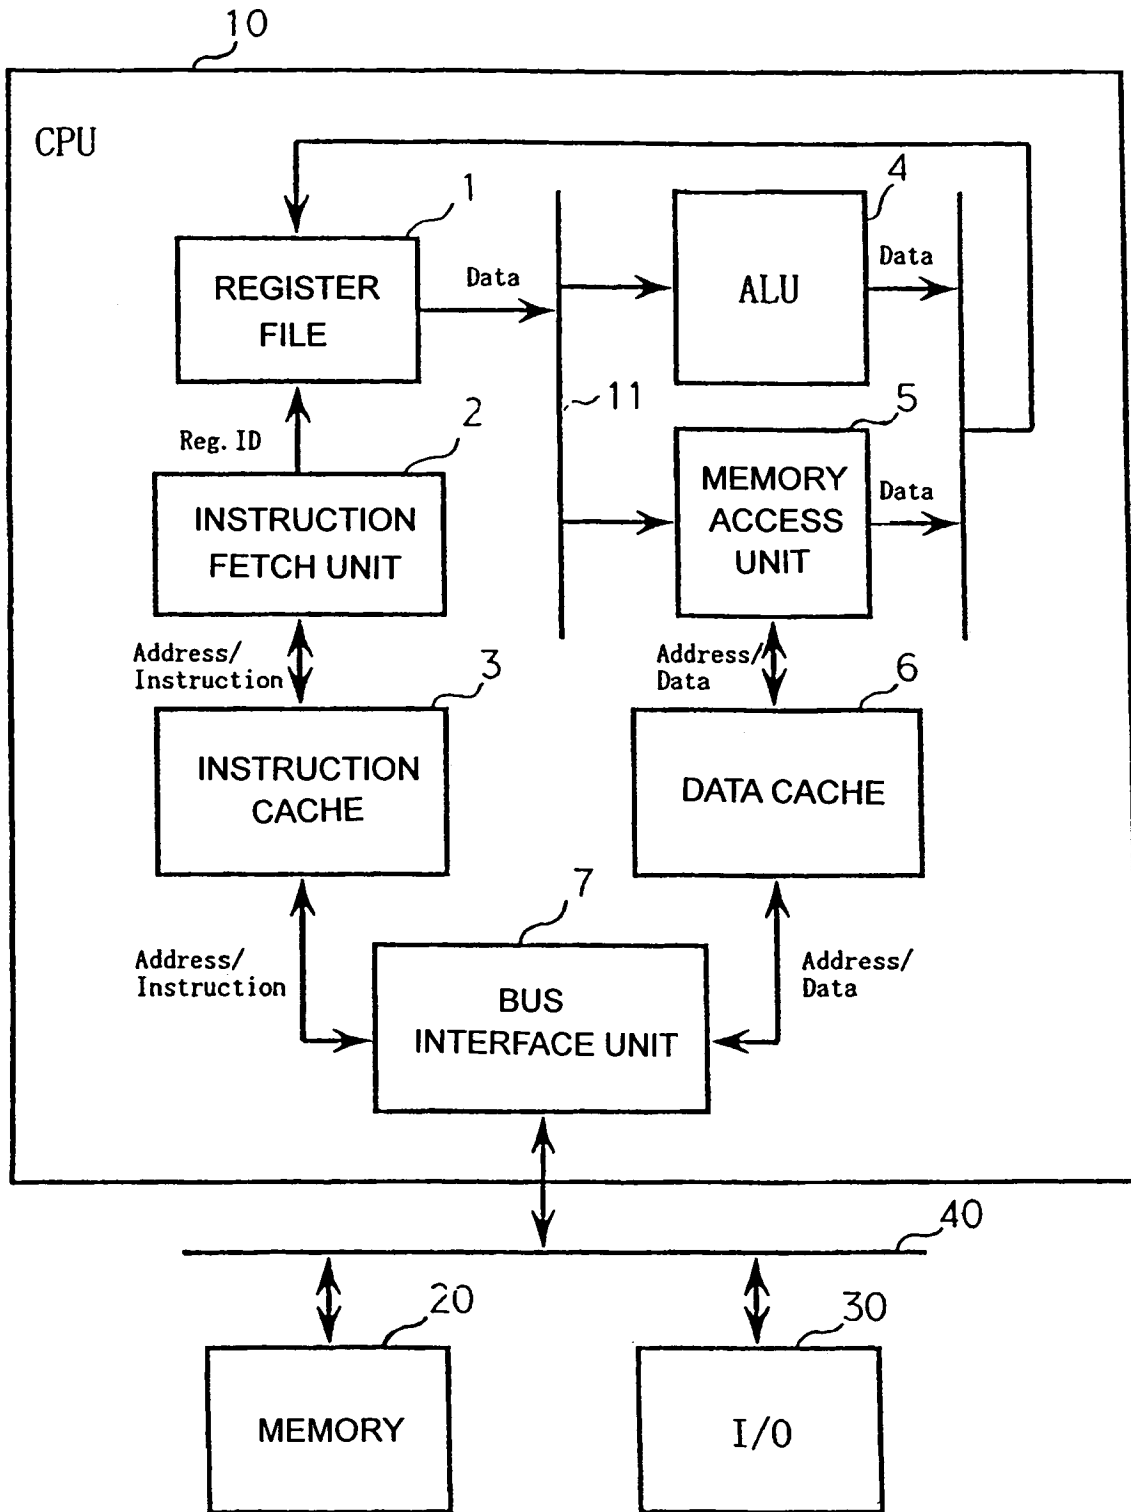 10
CPU
1
4
REGISTER
FILE
Data
ALU
Data
11
Reg. ID
2
5
INSTRUCTION
FETCH UNIT
MEMORY
ACCESS
UNIT
Data
Address/
Instruction
3
Address/
Data
6
INSTRUCTION
CACHE
DATA CACHE
7
Address/
Instruction
BUS
INTERFACE UNIT
Address/
Data
40
20
30
MEMORY
I/O